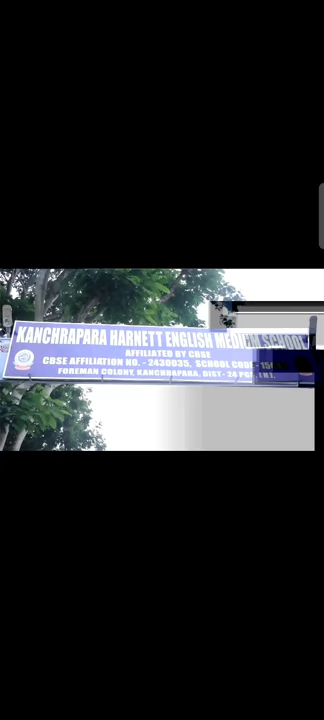 KANCHRAPARA HARNETT ENGLISH MEDIUM SCHOOL
AFFILIATED BY CBSE
CBSE AFFILIATION NO. - 2430035, SCHOOL CODE -
FOREMAN COLONY, KANCHRAPARA, DIST- 24 PGS